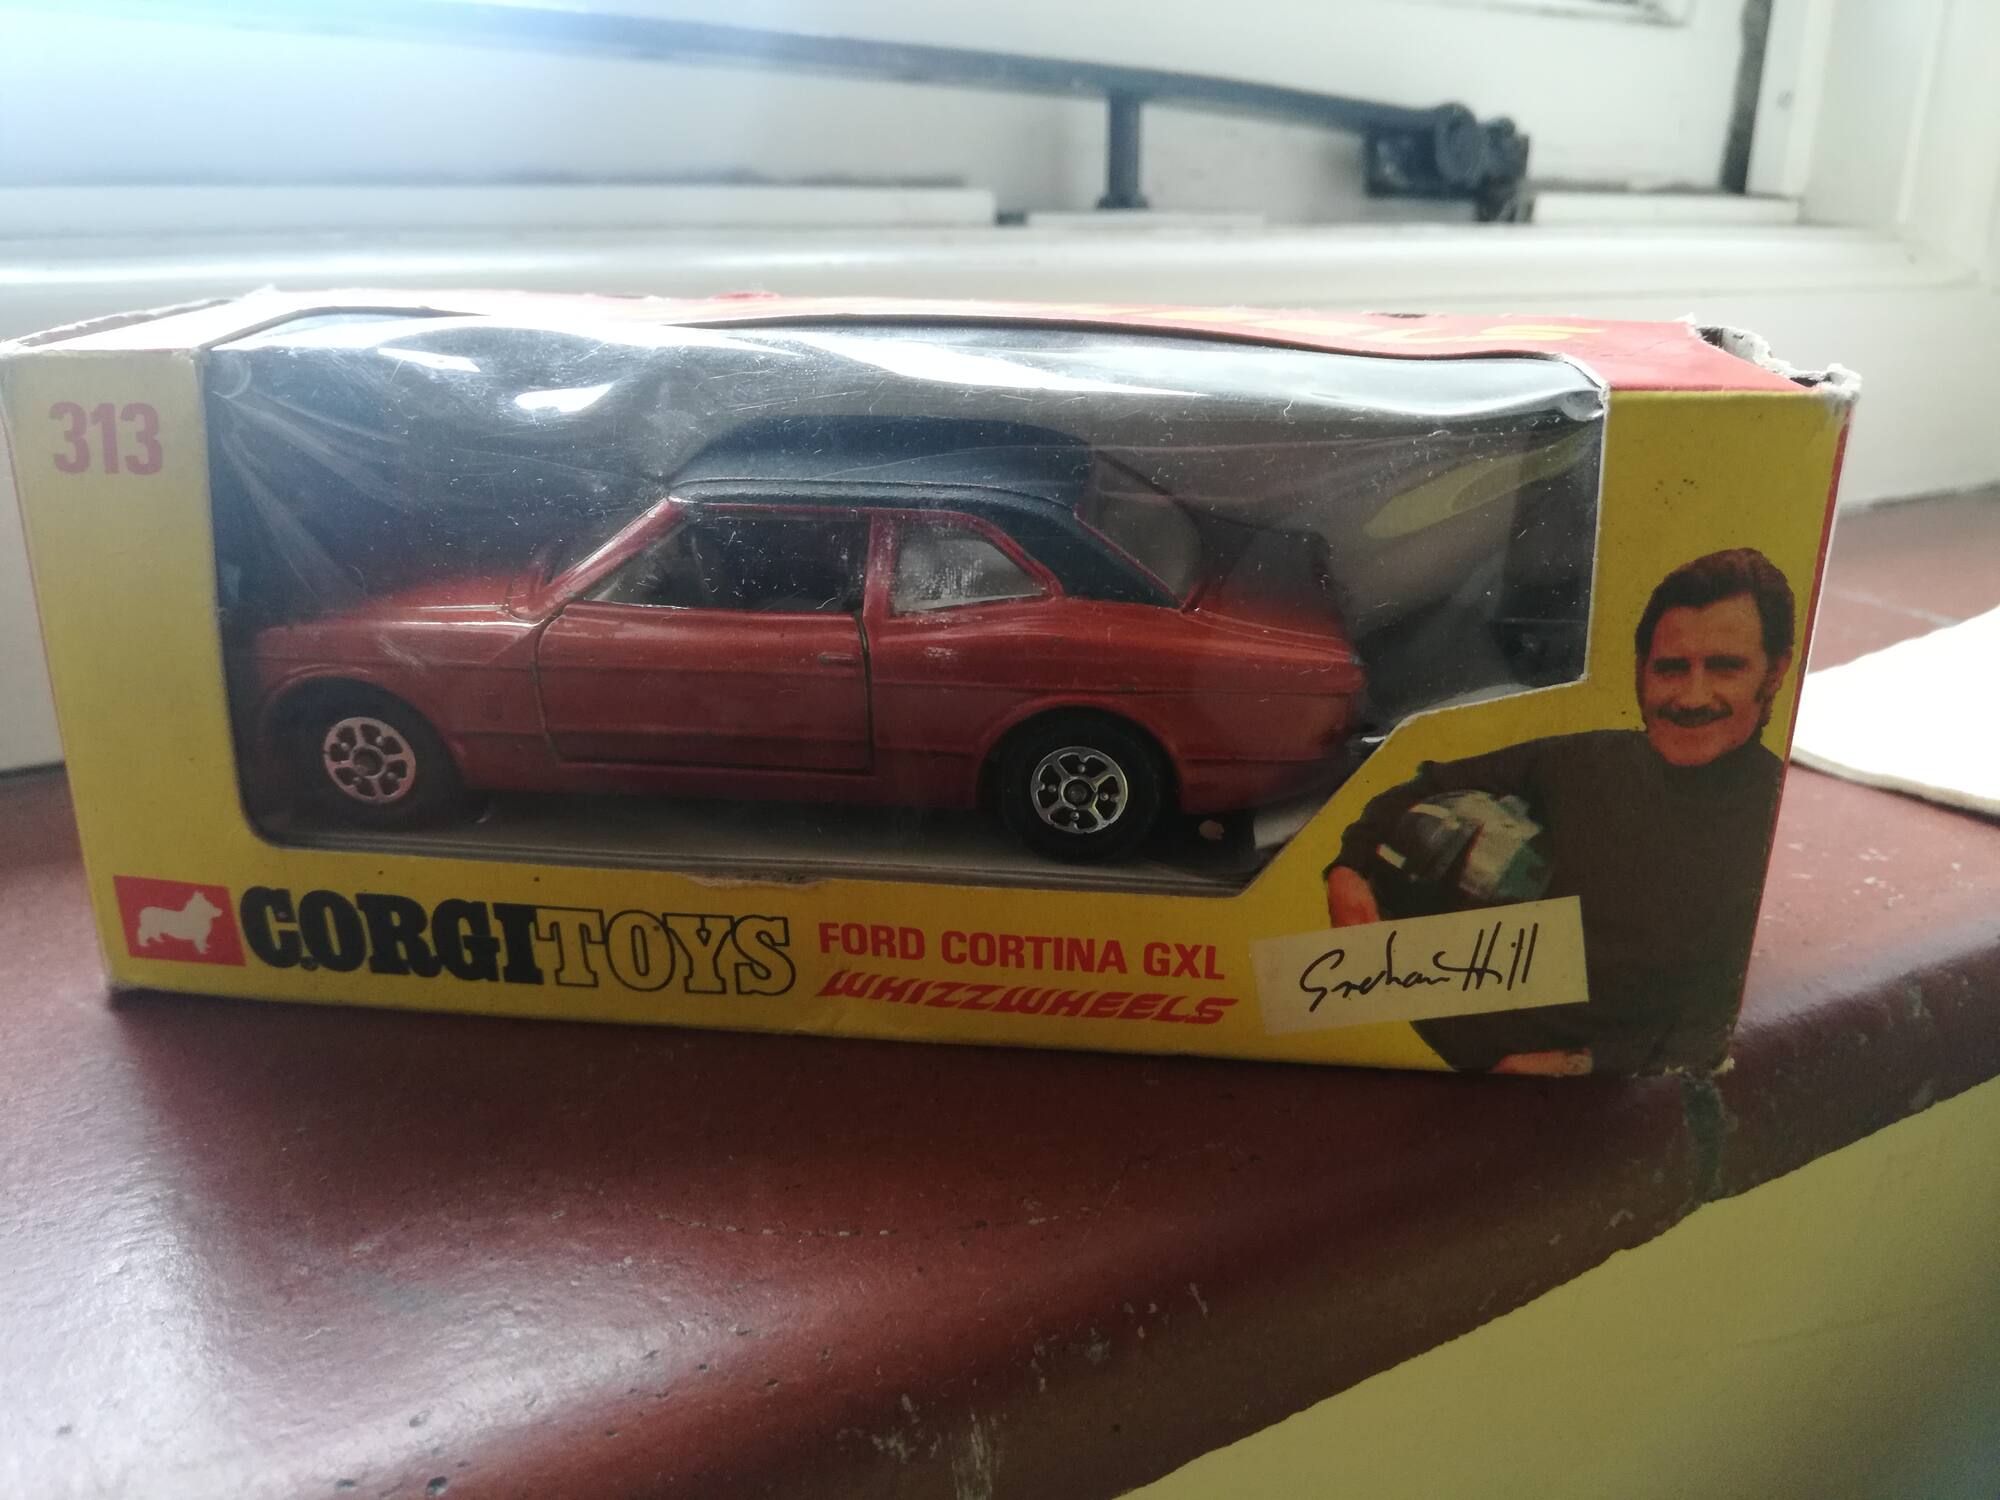 313
CORGI TOYS
FORD CORTINA GXL
WHIZZWHEELS
Graham Hill